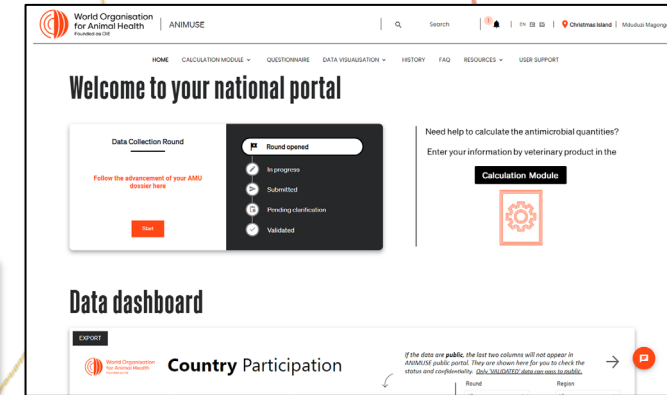 World Organisation
for Animal Health
Founded as OIE
ANIMUSE
Search
1
EN FR ES
Christmas Island
Mduduzi Magong
HOME
CALCULATION MODULE
QUESTIONNAIRE
DATA VISUALISATION
HISTORY
FAQ
RESOURCES
USER SUPPORT
Welcome to your national portal
Data Collection Round
Follow the advancement of your AMU
dossier here
Start
Round opened
In progress
Submitted
Pending clarification
Validated
Need help to calculate the antimicrobial quantities?
Enter your information by veterinary product in the
Calculation Module
Data dashboard
EXPORT
World Organisation
for Animal Health
Founded as OIE
Country Participation
If the data are public, the last two columns will not appear in
ANIMUSE public portal. They are shown here for you to check the
status and confidentiality. Only 'VALIDATED' data can pass to public.
Round
Region